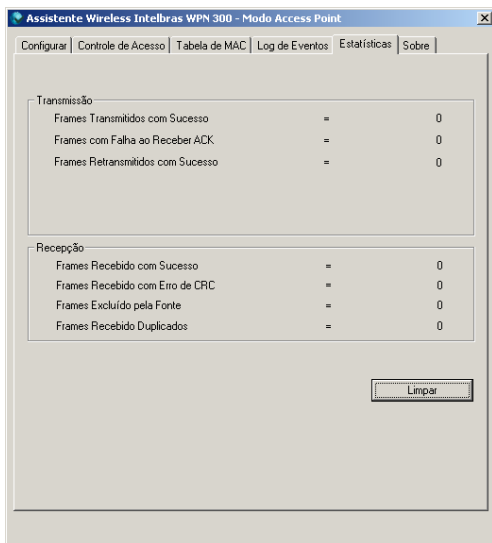 Assistente Wireless Intelbras WPN 300 - Modo Access Point
Configurar Controle de Acesso Tabela de MAC Log de Eventos Estatísticas Sobre
Transmissão
Frames Transmitidos com Sucesso = 0
Frames com Falha ao Receber ACK = 0
Frames Retransmitidos com Sucesso = 0
Recepção
Frames Recebido com Sucesso = 0
Frames Recebido com Erro de CRC = 0
Frames Excluído pela Fonte = 0
Frames Recebido Duplicados = 0
Limpar